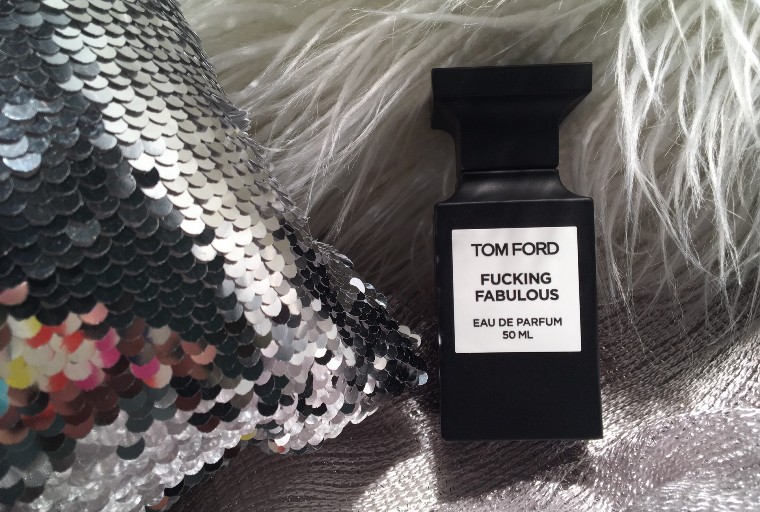 TOM FORD
FUCKING
FABULOUS
EAU DE PARFUM
50 ML